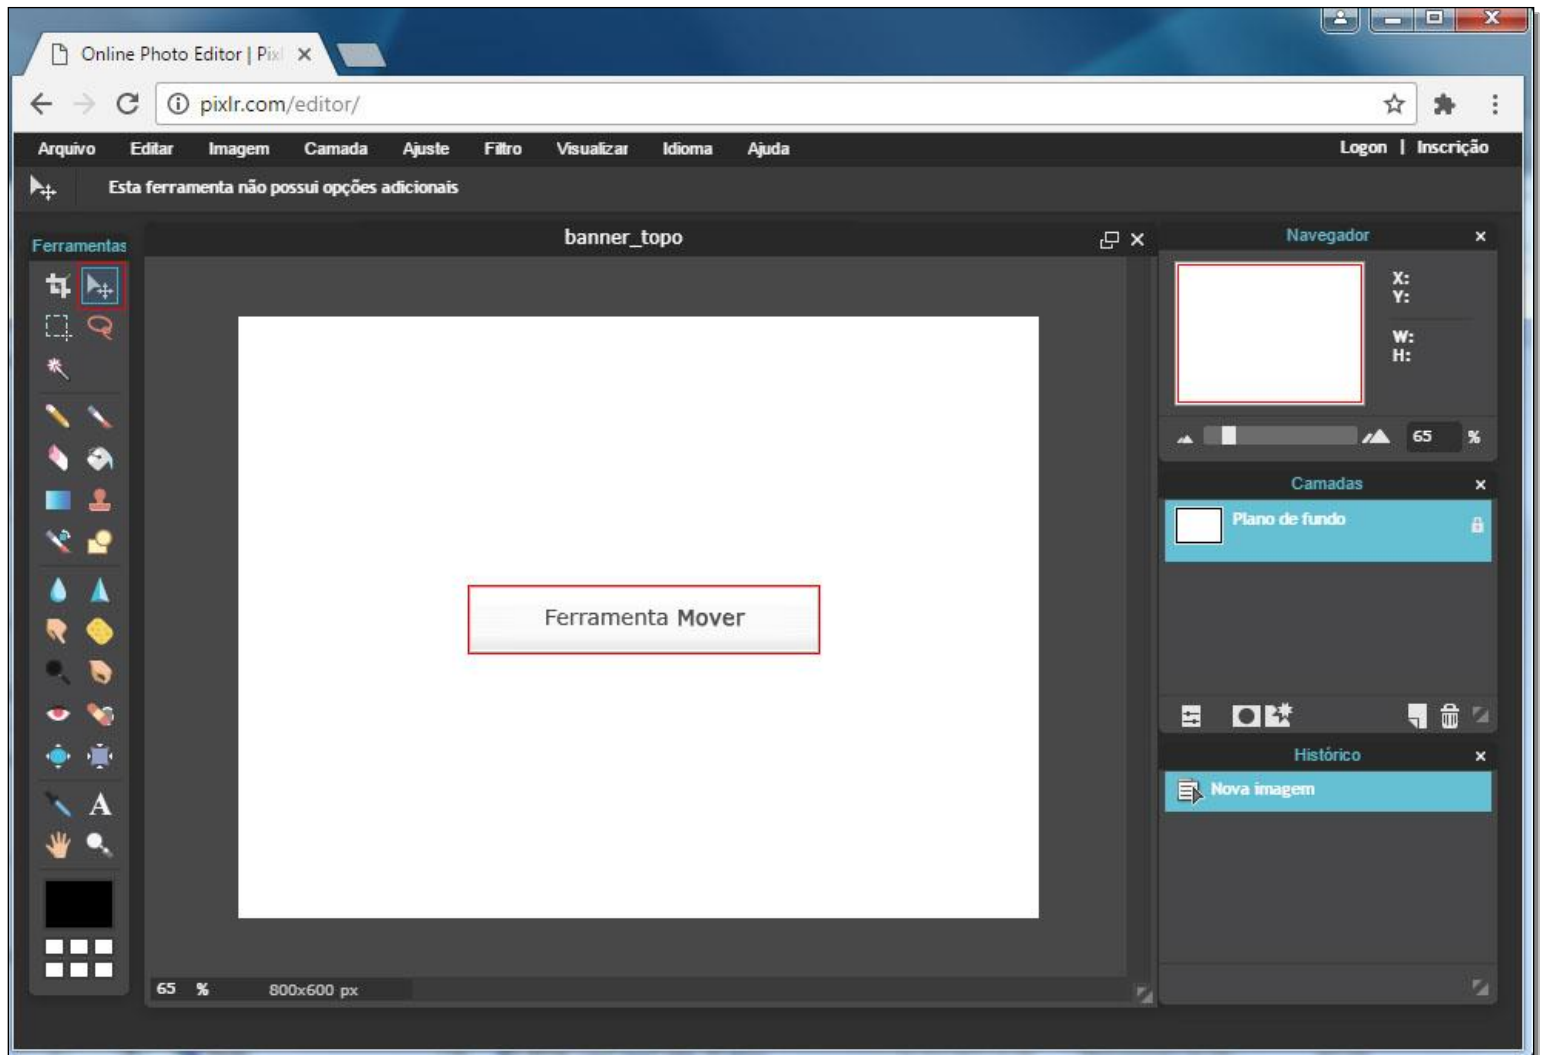 Online Photo Editor | Pixl
pixlr.com/editor/
Arquivo Editar Imagem Camada Ajuste Filtro Visualizar Idioma Ajuda Logon | Inscrição
Esta ferramenta não possui opções adicionais
Ferramentas
banner_topo
Ferramenta Mover
65 % 800x600 px
Navegador
X:
Y:
W:
H:
65 %
Camadas
Plano de fundo
Histórico
Nova imagem